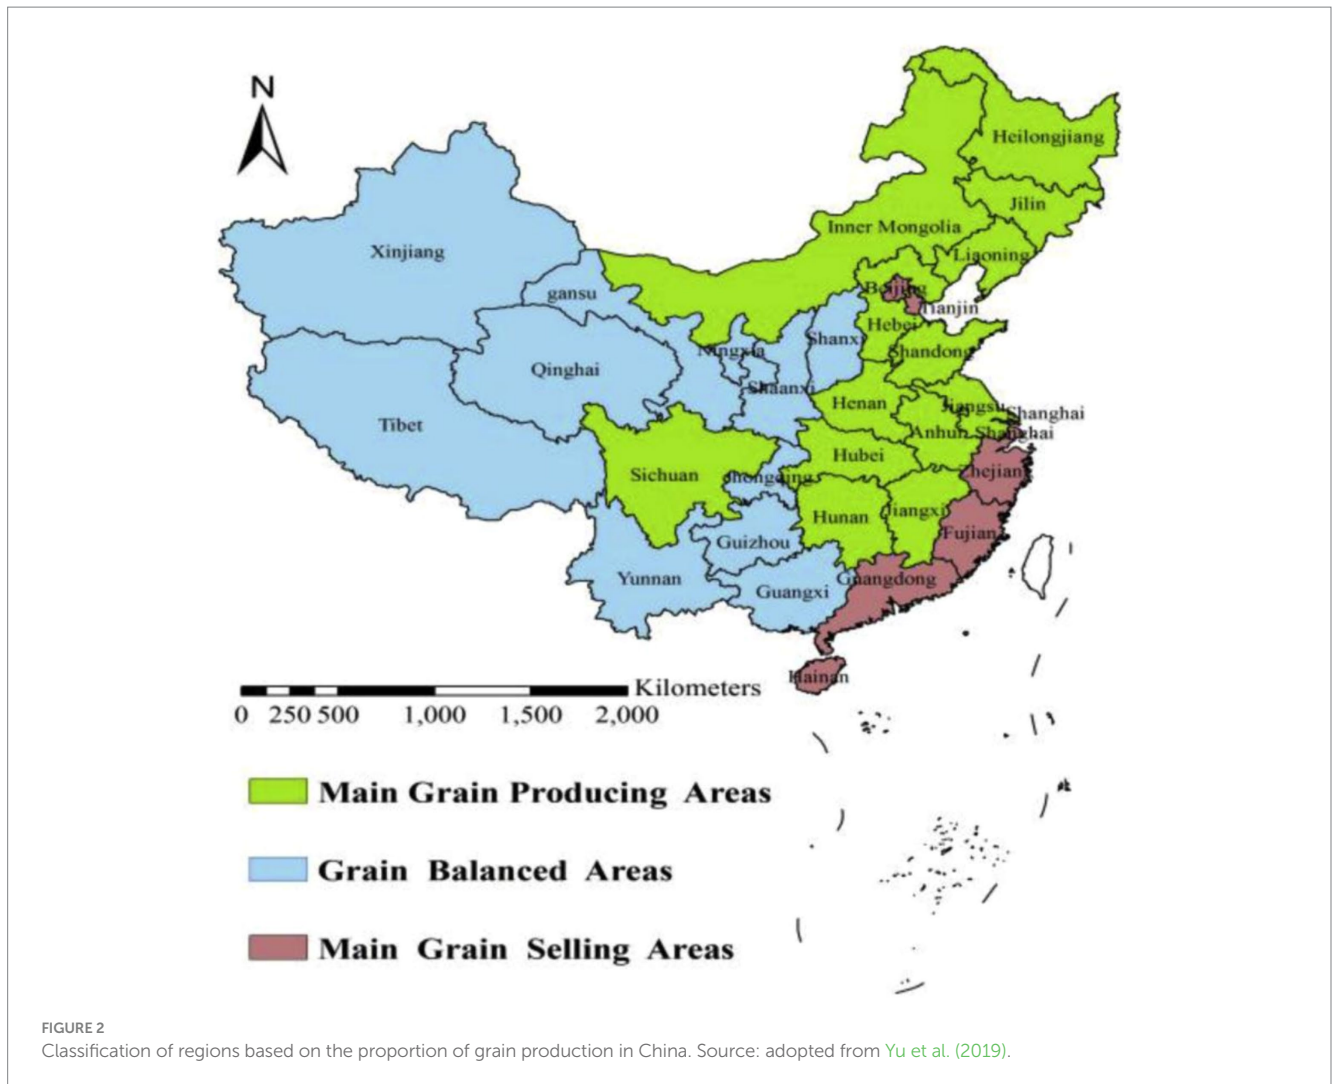 N
Heilongjiang
Jilin
Inner Mongolia
Liaoning
Xinjiang
gansu
Beijing
Tianjin
Hebei
Ningxia
Shanxi
Shandong
Qinghai
Shaanxi
Henan
Jiangsu
Shanghai
Tibet
Anhui
Shanghai
Hubei
Sichuan
Chongqing
Zhejiang
Hunan
Jiangxi
Fujian
Guizhou
Yunnan
Guangdong
Guangxi
Hainan
Kilometers
0 250 500 1,000 1,500 2,000
Main Grain Producing Areas
Grain Balanced Areas
Main Grain Selling Areas
FIGURE 2
Classification of regions based on the proportion of grain production in China. Source: adopted from Yu et al. (2019).